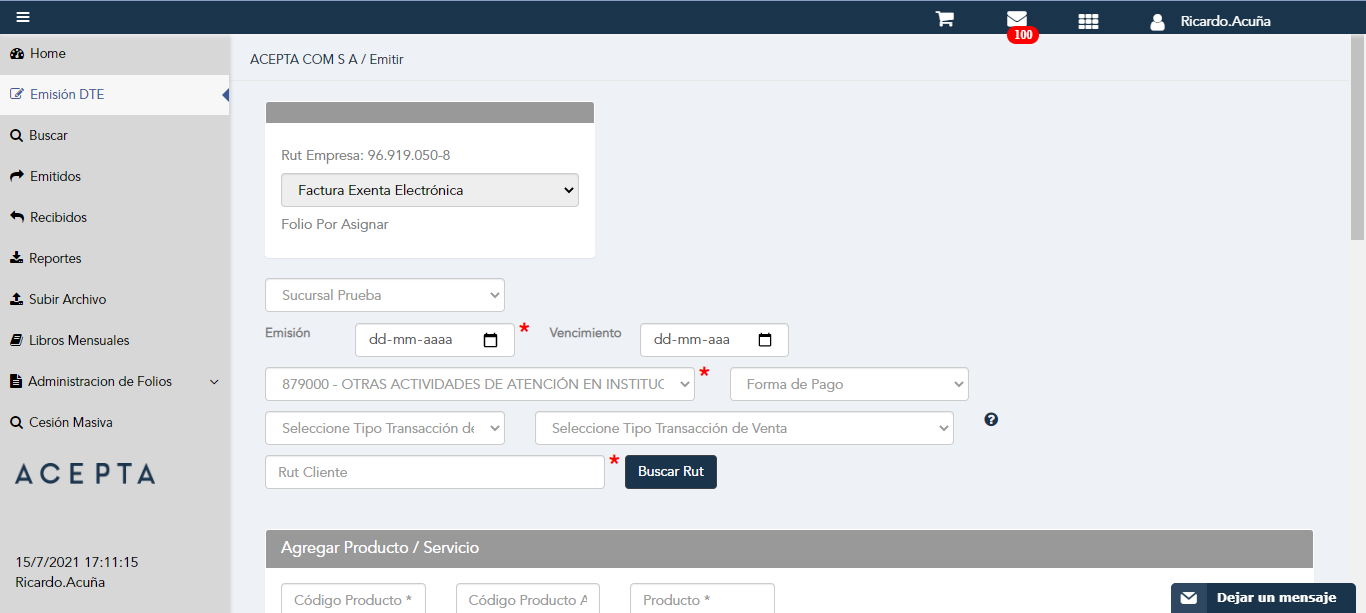 Ricardo.Acuña
100
Home
Emisión DTE
Buscar
Emitidos
Recibidos
Reportes
Subir Archivo
Libros Mensuales
Administracion de Folios
Cesión Masiva
ACEPTA
15/7/2021 17:11:15
Ricardo.Acuña
ACEPTA COM S A / Emitir
Rut Empresa: 96.919.050-8
Factura Exenta Electrónica
Folio Por Asignar
Sucursal Prueba
Emisión dd-mm-aaaa * Vencimiento dd-mm-aaa
879000 - OTRAS ACTIVIDADES DE ATENCIÓN EN INSTITUC * Forma de Pago
Seleccione Tipo Transacción de Seleccione Tipo Transacción de Venta ?
Rut Cliente * Buscar Rut
Agregar Producto / Servicio
Código Producto * Código Producto A Producto *
Dejar un mensaje